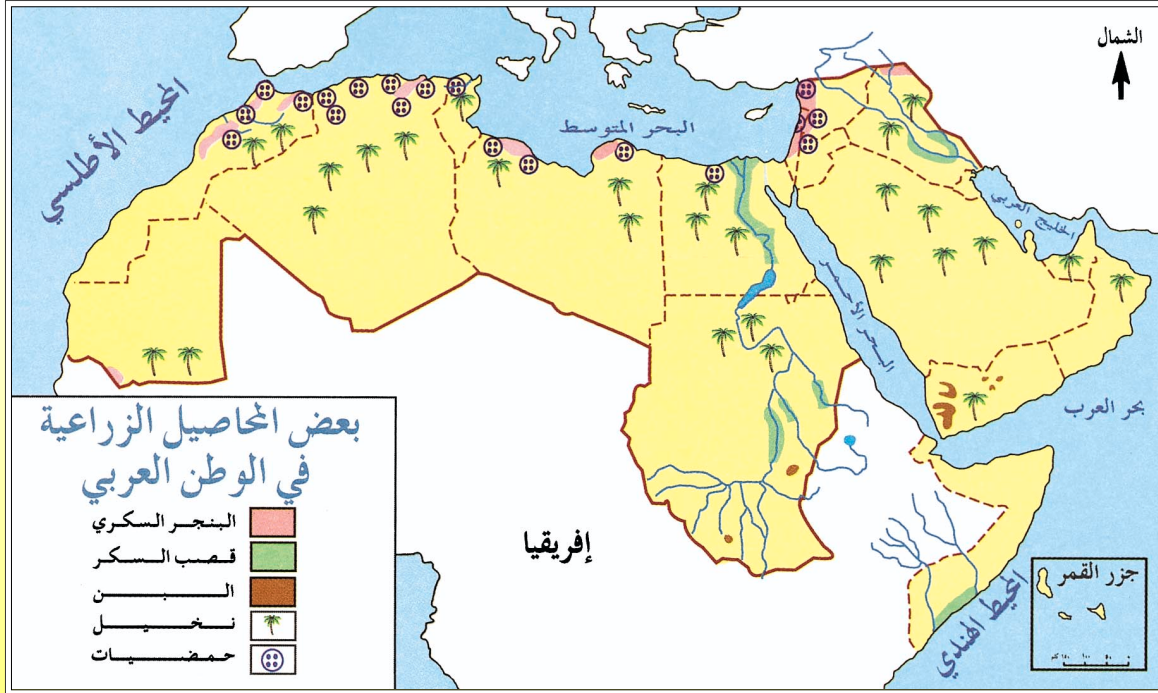 الشمال
المحيط الأطلسي
البحر المتوسط
الخليج العربي
البحر الأحمر
بحر العرب
المحيط الهندي
إفريقيا
جزر القمر
بعض المحاصيل الزراعية
في الوطن العربي
البنجر السكري
قصب السكر
البن
نخيل
حمضيات